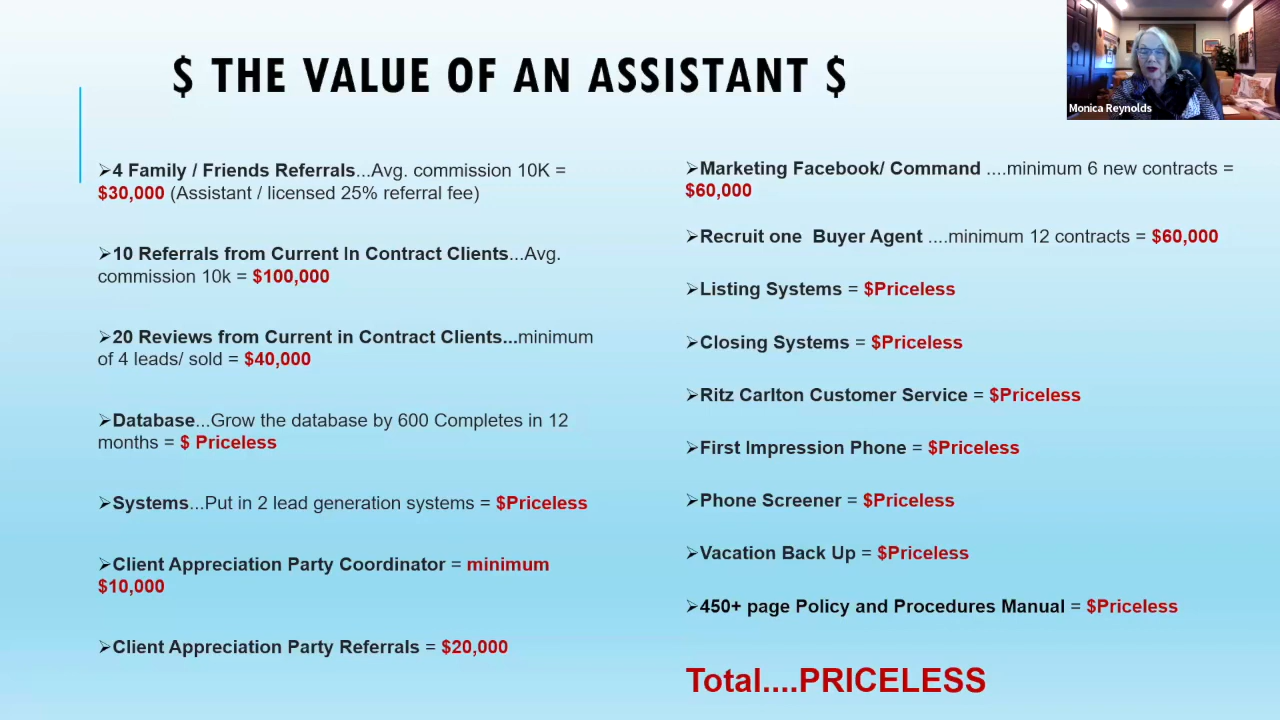 $ THE VALUE OF AN ASSISTANT $
Monica Reynolds
➢4 Family / Friends Referrals...Avg. commission 10K =
$30,000 (Assistant / licensed 25% referral fee)
➢10 Referrals from Current In Contract Clients...Avg.
commission 10k = $100,000
➢20 Reviews from Current in Contract Clients...minimum
of 4 leads/ sold = $40,000
➢Database...Grow the database by 600 Completes in 12
months = $ Priceless
➢Systems...Put in 2 lead generation systems = $Priceless
➢Client Appreciation Party Coordinator = minimum
$10,000
➢Client Appreciation Party Referrals = $20,000
➢Marketing Facebook/ Command ....minimum 6 new contracts =
$60,000
➢Recruit one  Buyer Agent ....minimum 12 contracts = $60,000
➢Listing Systems = $Priceless
➢Closing Systems = $Priceless
➢Ritz Carlton Customer Service = $Priceless
➢First Impression Phone = $Priceless
➢Phone Screener = $Priceless
➢Vacation Back Up = $Priceless
➢450+ page Policy and Procedures Manual = $Priceless
Total....PRICELESS